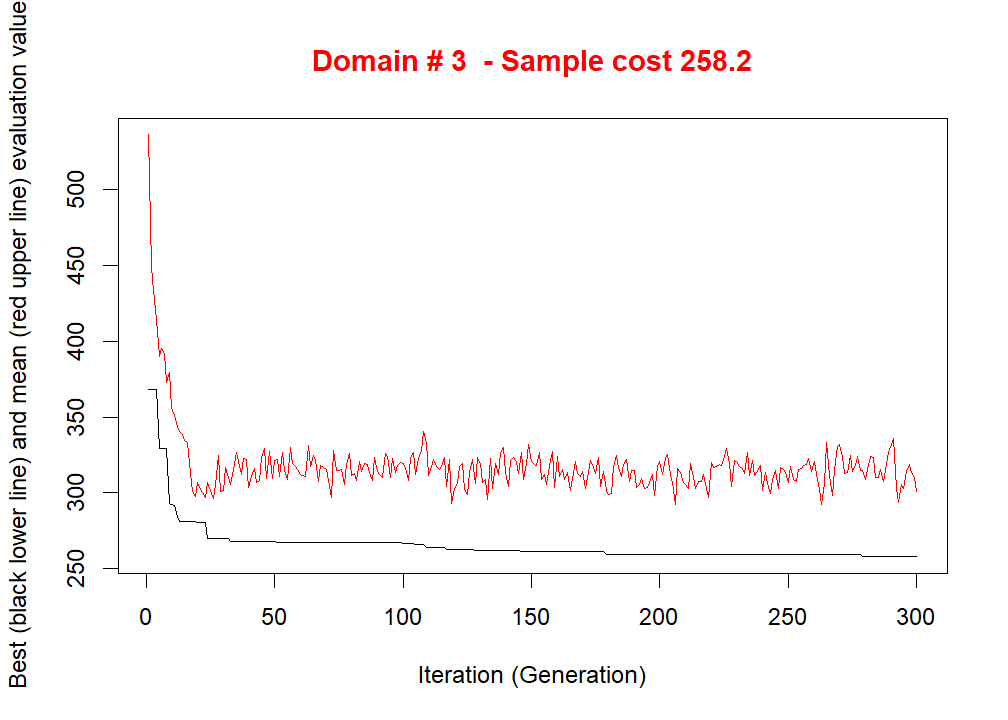 Domain # 3  - Sample cost 258.2
Best (black lower line) and mean (red upper line) evaluation value
500
450
400
350
300
250
0 50 100 150 200 250 300
Iteration (Generation)